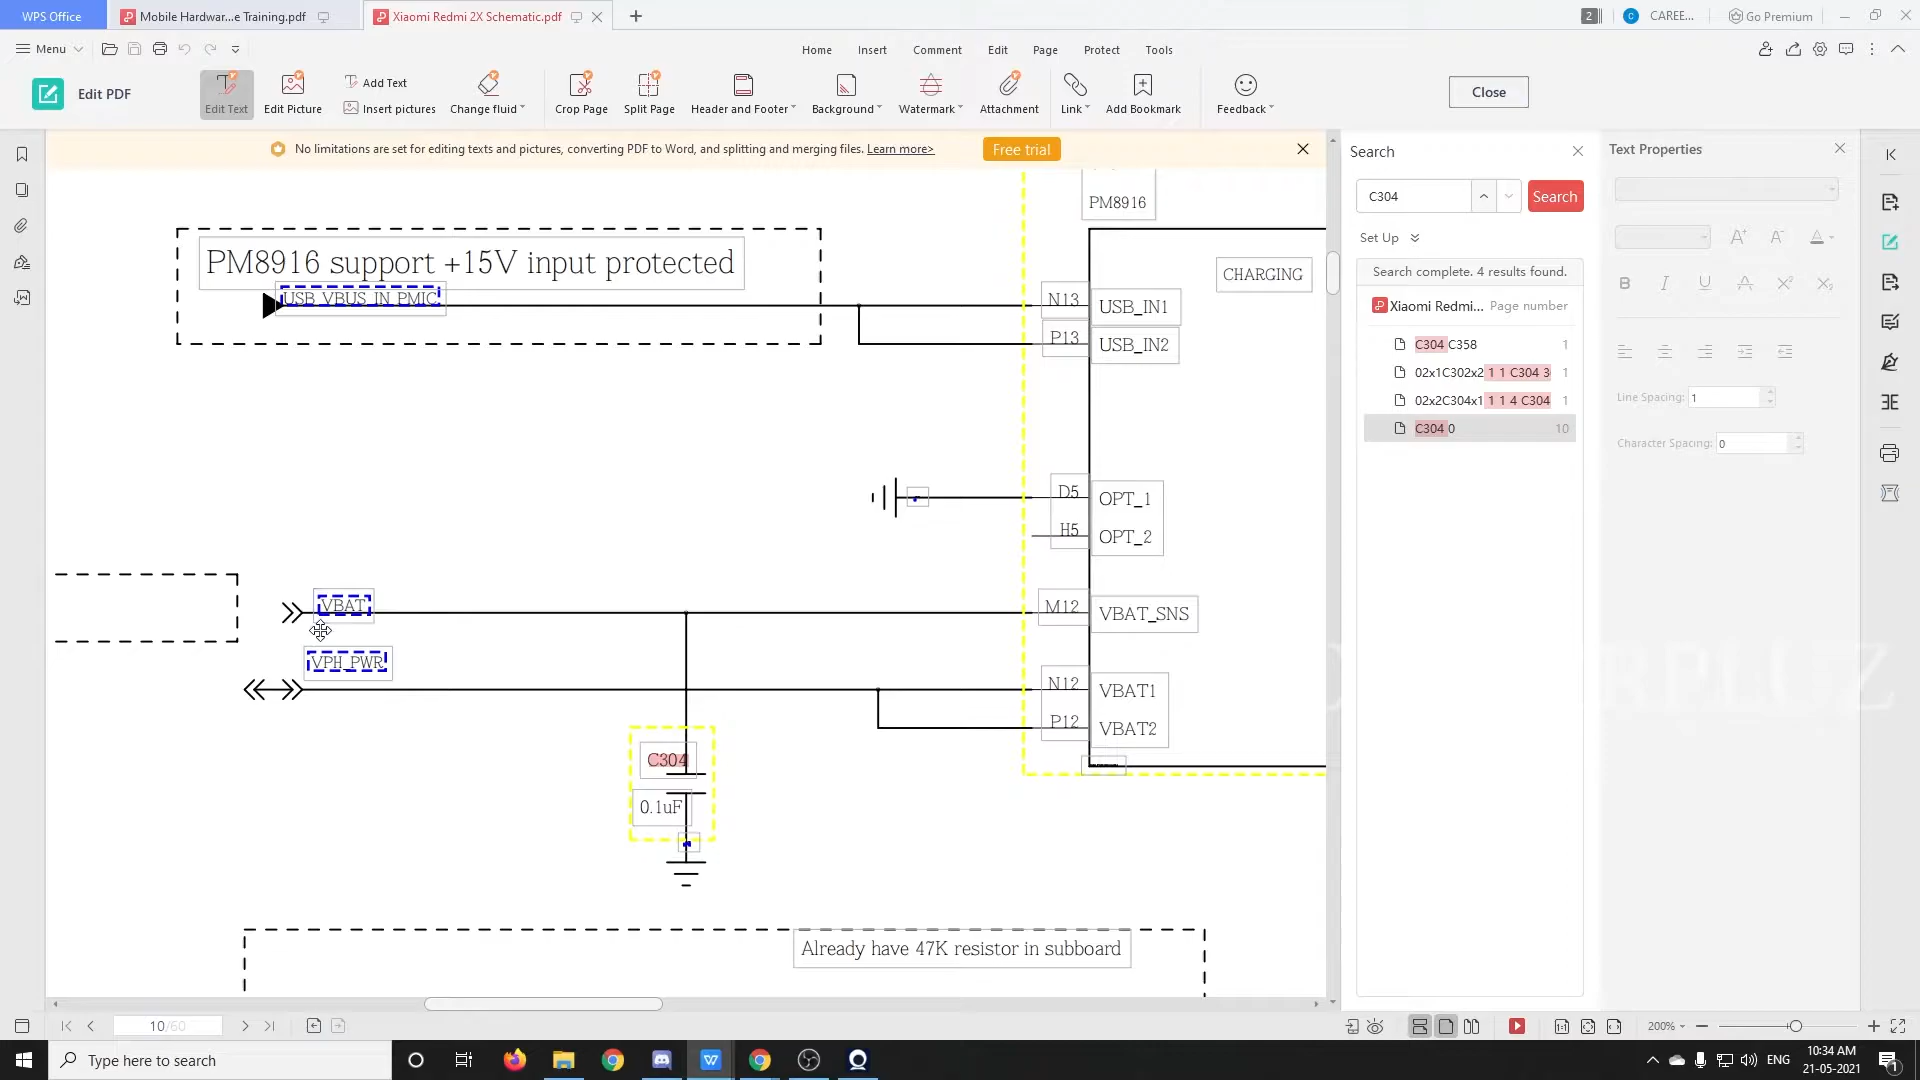 WPS Office
Mobile Hardwar...e Training.pdf
Xiaomi Redmi 2X Schematic.pdf
2
C
CAREE...
Go Premium
Menu
Home
Insert
Comment
Edit
Page
Protect
Tools
Edit PDF
Edit Text
Edit Picture
Add Text
Insert pictures
Change fluid
Crop Page
Split Page
Header and Footer
Background
Watermark
Attachment
Link
Add Bookmark
Feedback
Close
No limitations are set for editing texts and pictures, converting PDF to Word, and splitting and merging files. Learn more>
Free trial
PM8916
PM8916 support +15V input protected
USB_VBUS_IN_PMIC
CHARGING
N13 USB_IN1
P13 USB_IN2
D5 OPT_1
H5 OPT_2
VBAT
M12 VBAT_SNS
VPH_PWR
N12 VBAT1
P12 VBAT2
C304
0.1uF
Already have 47K resistor in subboard
Search
C304
Search
Set Up
Search complete. 4 results found.
Xiaomi Redmi... Page number
C304 C358 1
02x1C302x2 1 1 C304 3 1
02x2C304x1 1 1 4 C304 1
C304 0 10
Text Properties
B I U A X² X₂
Line Spacing: 1
Character Spacing: 0
RPLUZ
10/60
200%
Type here to search
ENG
10:34 AM
21-05-2021
1